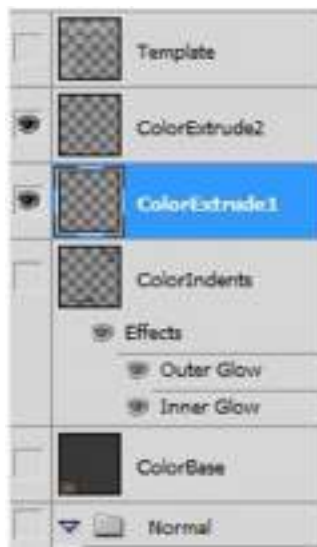 Template
ColorExtrude2
ColorExtrude1
ColorIndents
Effects
Outer Glow
Inner Glow
ColorBase
Normal